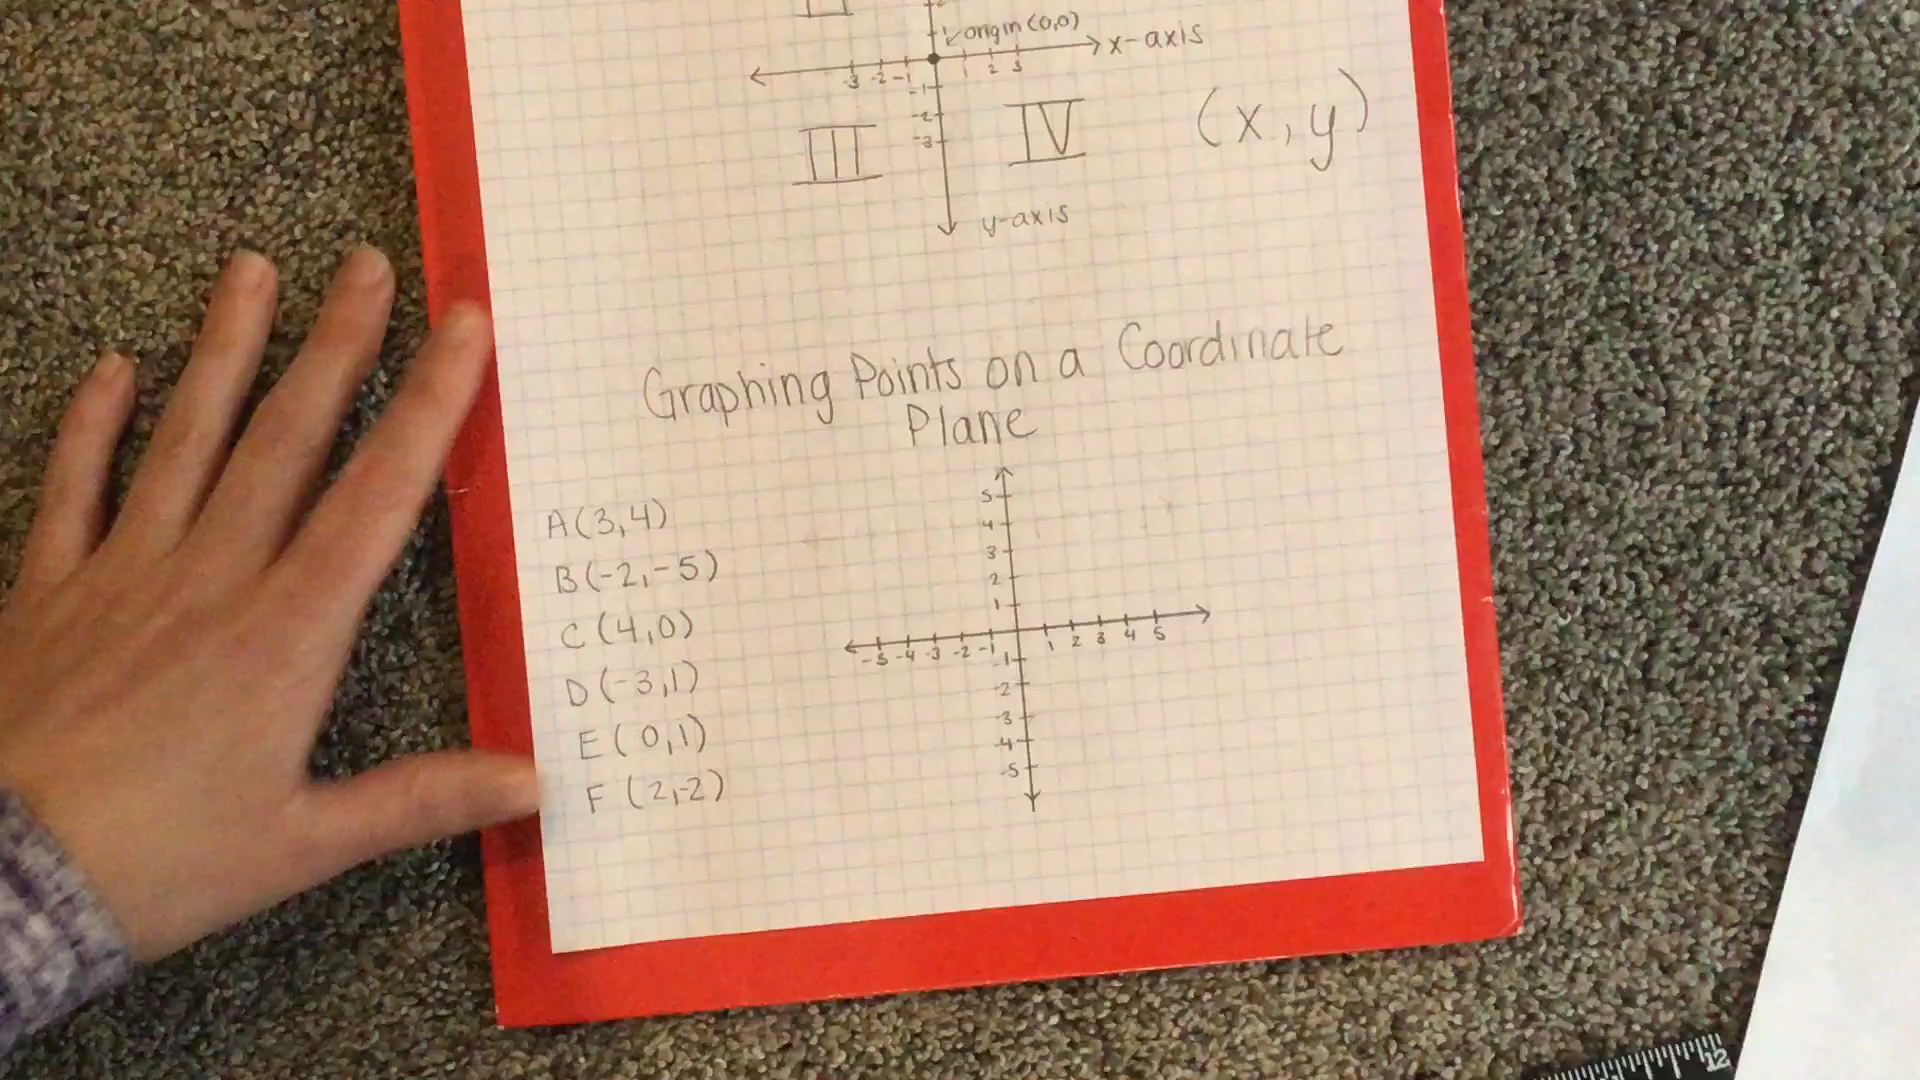 origin (0,0)
x-axis
-3 -2 -1 1 2 3
-1
-2
-3
III
IV
(x, y)
y-axis
Graphing Points on a Coordinate
Plane
A(3,4)
B(-2,-5)
C(4,0)
D(-3,1)
E(0,1)
F(2,-2)
5
4
3
2
1
-5 -4 -3 -2 -1 1 2 3 4 5
-1
-2
-3
-4
-5
12